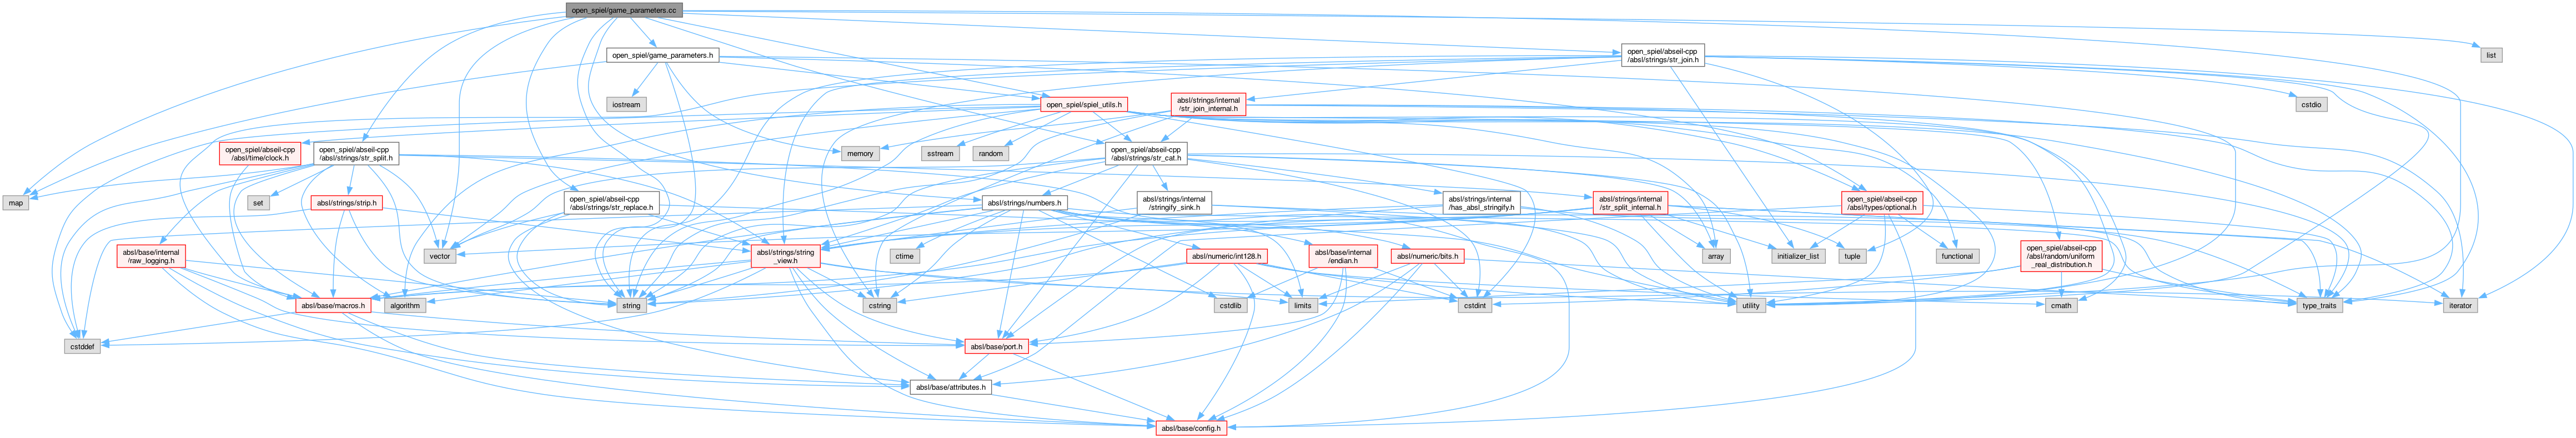 open_spiel/game_parameters.cc
open_spiel/game_parameters.h
open_spiel/abseil-cpp
/absl/strings/str_join.h
list
iostream
open_spiel/spiel_utils.h
absl/strings/internal
/str_join_internal.h
cstdio
open_spiel/abseil-cpp
/absl/time/clock.h
open_spiel/abseil-cpp
/absl/strings/str_split.h
memory
sstream
random
open_spiel/abseil-cpp
/absl/strings/str_cat.h
map
set
absl/strings/strip.h
open_spiel/abseil-cpp
/absl/strings/str_replace.h
absl/strings/numbers.h
absl/strings/internal
/stringify_sink.h
absl/strings/internal
/has_absl_stringify.h
absl/strings/internal
/str_split_internal.h
open_spiel/abseil-cpp
/absl/types/optional.h
absl/base/internal
/raw_logging.h
vector
absl/strings/string
_view.h
ctime
absl/numeric/int128.h
absl/base/internal
/endian.h
absl/numeric/bits.h
array
initializer_list
tuple
functional
open_spiel/abseil-cpp
/absl/random/uniform
_real_distribution.h
absl/base/macros.h
algorithm
string
cstring
cstdlib
limits
cstdint
utility
cmath
type_traits
iterator
cstddef
absl/base/port.h
absl/base/attributes.h
absl/base/config.h